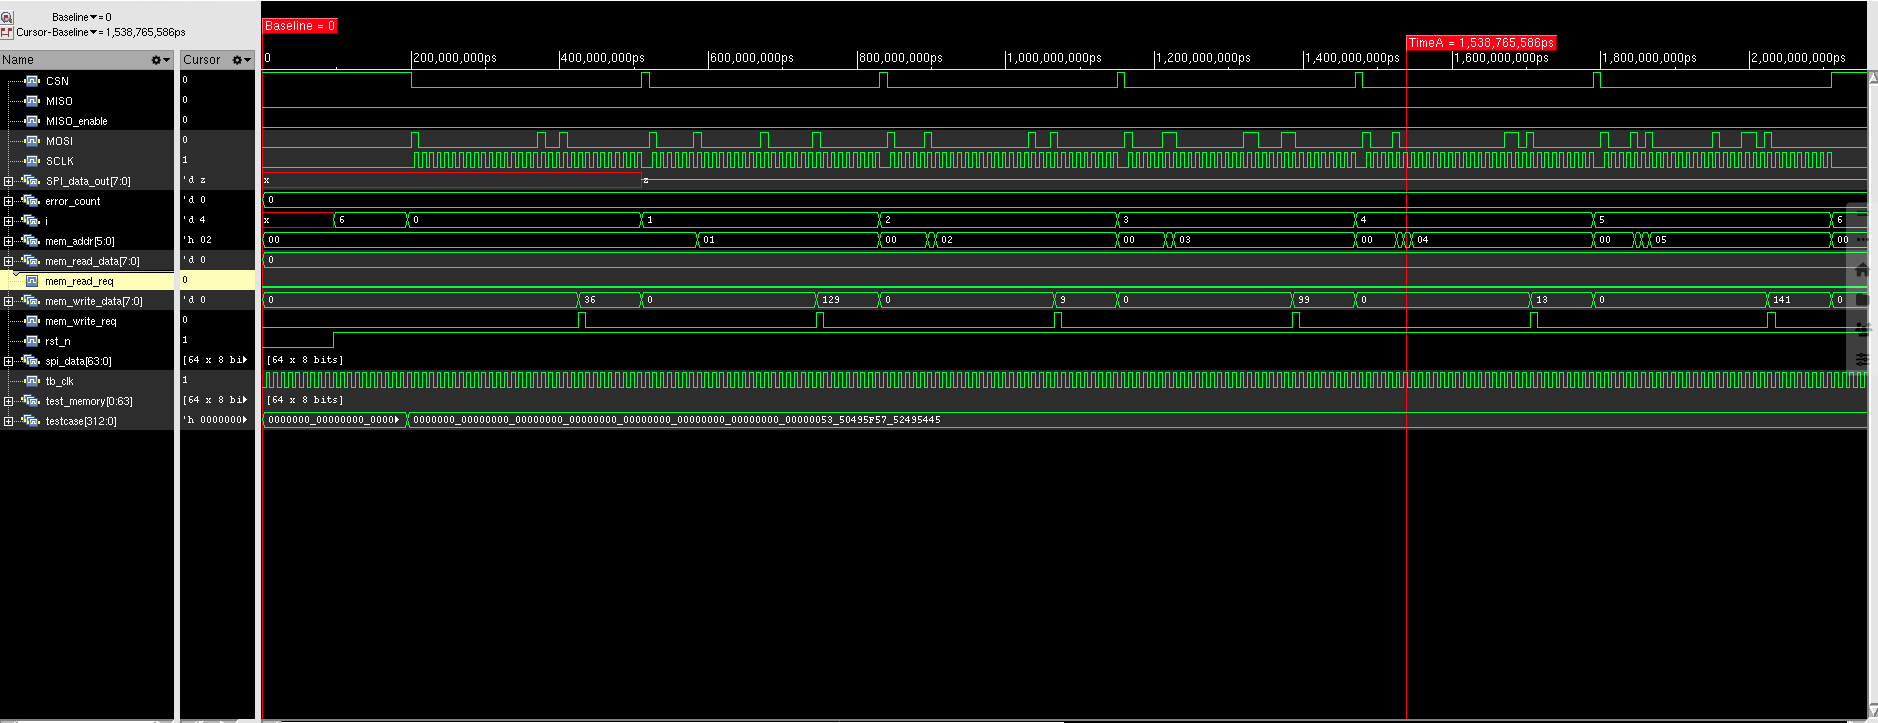 Baseline▼= 0
Cursor-Baseline▼= 1,538,765,586ps
Baseline = 0
TimeA = 1,538,765,586ps
Name Cursor 0 200,000,000ps 400,000,000ps 600,000,000ps 800,000,000ps 1,000,000,000ps 1,200,000,000ps 1,400,000,000ps 1,600,000,000ps 1,800,000,000ps 2,000,000,000ps
CSN 0
MISO 0
MISO_enable 0
MOSI 0
SCLK 1
SPI_data_out[7:0] 'd z x z
error_count 'd 0 0
i 'd 4 x 6 0 1 2 3 4 5 6
mem_addr[5:0] 'h 02 00 01 00 02 00 03 00 04 00 05 00
mem_read_data[7:0] 'd 0 0
mem_read_req 0
mem_write_data[7:0] 'd 0 0 36 0 129 0 9 0 99 0 13 0 141 0
mem_write_req 0
rst_n 1
spi_data[63:0] [64 x 8 bi [64 x 8 bits]
tb_clk 1
test_memory[0:63] [64 x 8 bi [64 x 8 bits]
testcase[312:0] 'h 0000000 0000000_00000000_0000 0000000_00000000_00000000_00000000_00000000_00000000_00000000_00000053_50495F57_52495445